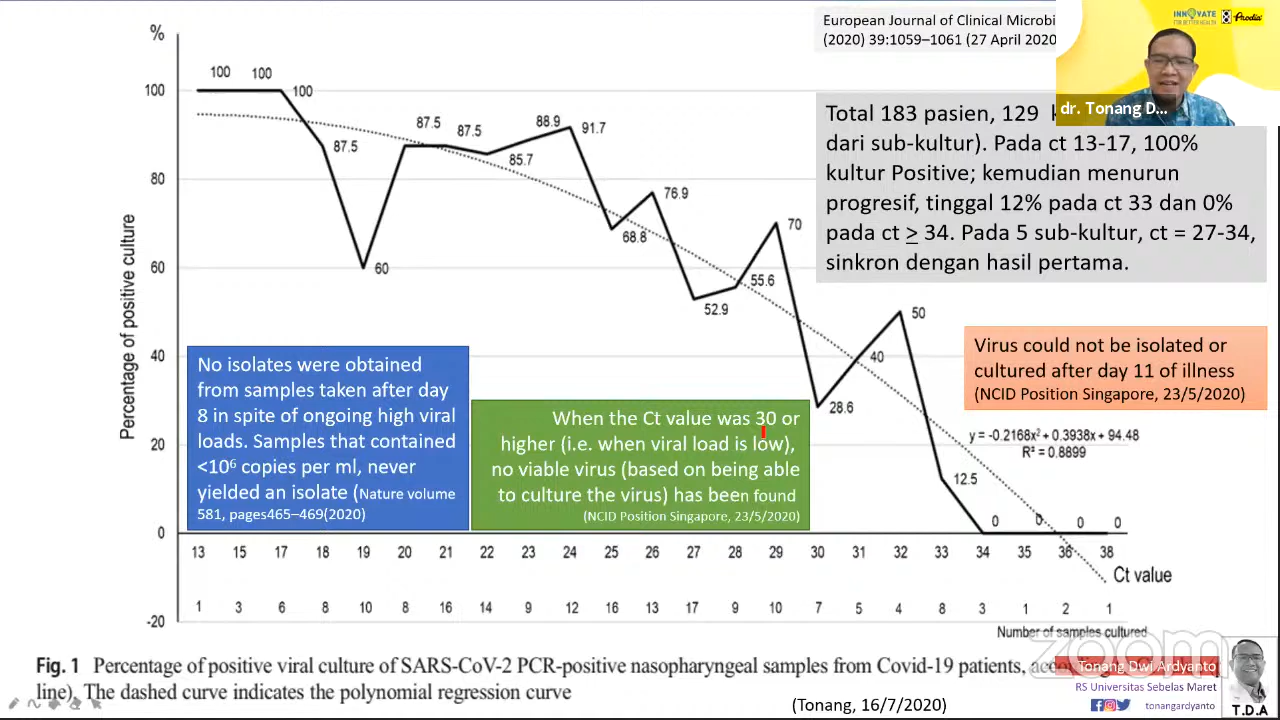 European Journal of Clinical Microbi
(2020) 39:1059–1061 (27 April 2020
INNOVATE
FOR BETTER HEALTH
Prodia
dr. Tonang D...
Total 183 pasien, 129
dari sub-kultur). Pada ct 13-17, 100%
kultur Positive; kemudian menurun
progresif, tinggal 12% pada ct 33 dan 0%
pada ct ≥ 34. Pada 5 sub-kultur, ct = 27-34,
sinkron dengan hasil pertama.
%
100
80
60
40
20
0
-20
Percentage of positive culture
100 100 100 87.5 60 87.5 87.5 85.7 88.9 91.7 68.8 76.9 52.9 55.6 70 28.6 40 50 12.5 0 0 0 0
No isolates were obtained
from samples taken after day
8 in spite of ongoing high viral
loads. Samples that contained
<10⁶ copies per ml, never
yielded an isolate (Nature volume
581, pages465–469(2020)
When the Ct value was 30 or
higher (i.e. when viral load is low),
no viable virus (based on being able
to culture the virus) has been found
(NCID Position Singapore, 23/5/2020)
Virus could not be isolated or
cultured after day 11 of illness
(NCID Position Singapore, 23/5/2020)
y = -0.2168x² + 0.3938x + 94.48
R² = 0.8899
13 15 17 18 19 20 21 22 23 24 25 26 27 28 29 30 31 32 33 34 35 36 38
Ct value
1 3 6 8 10 8 16 14 9 12 16 13 17 9 10 7 5 4 8 3 1 2 1
Number of samples cultured
zoom
Fig. 1 Percentage of positive viral culture of SARS-CoV-2 PCR-positive nasopharyngeal samples from Covid-19 patients,
line). The dashed curve indicates the polynomial regression curve
Tonang Dwi Ardyanto
RS Universitas Sebelas Maret
tonangardyanto
T.D.A
(Tonang, 16/7/2020)